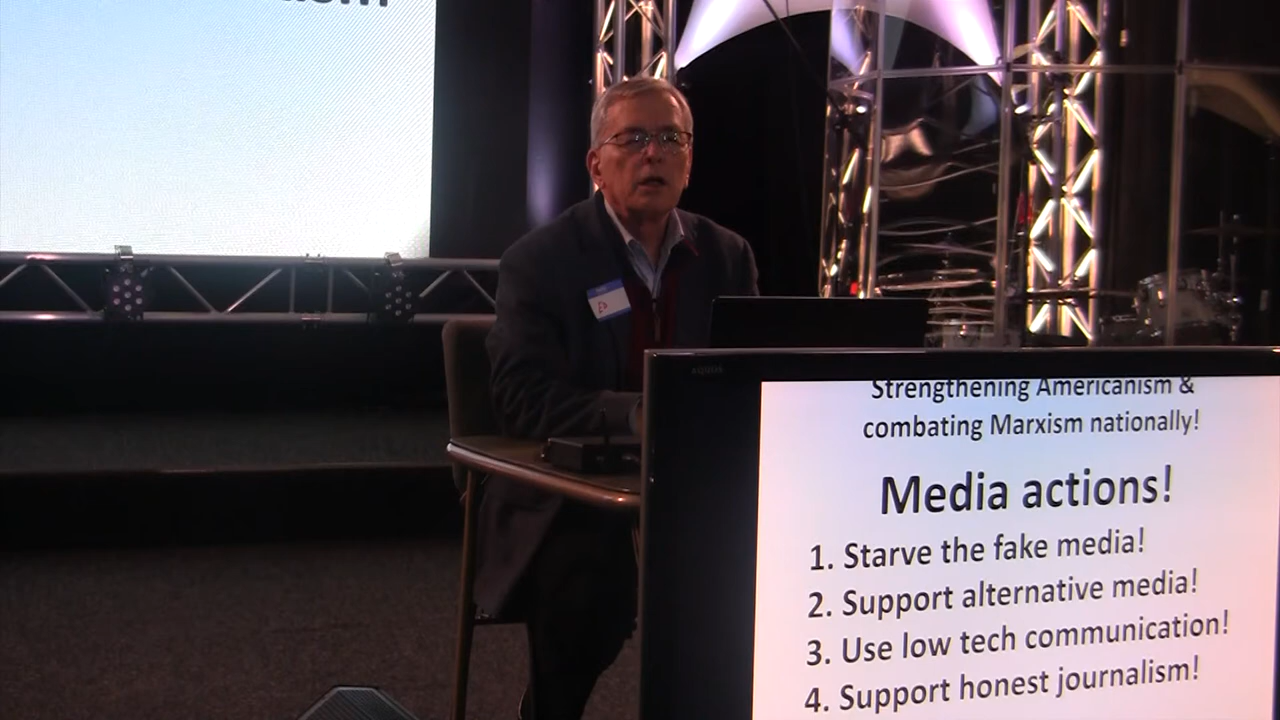 Strengthening Americanism &
combating Marxism nationally!
Media actions!
1. Starve the fake media!
2. Support alternative media!
3. Use low tech communication!
4. Support honest journalism!
AQUOS